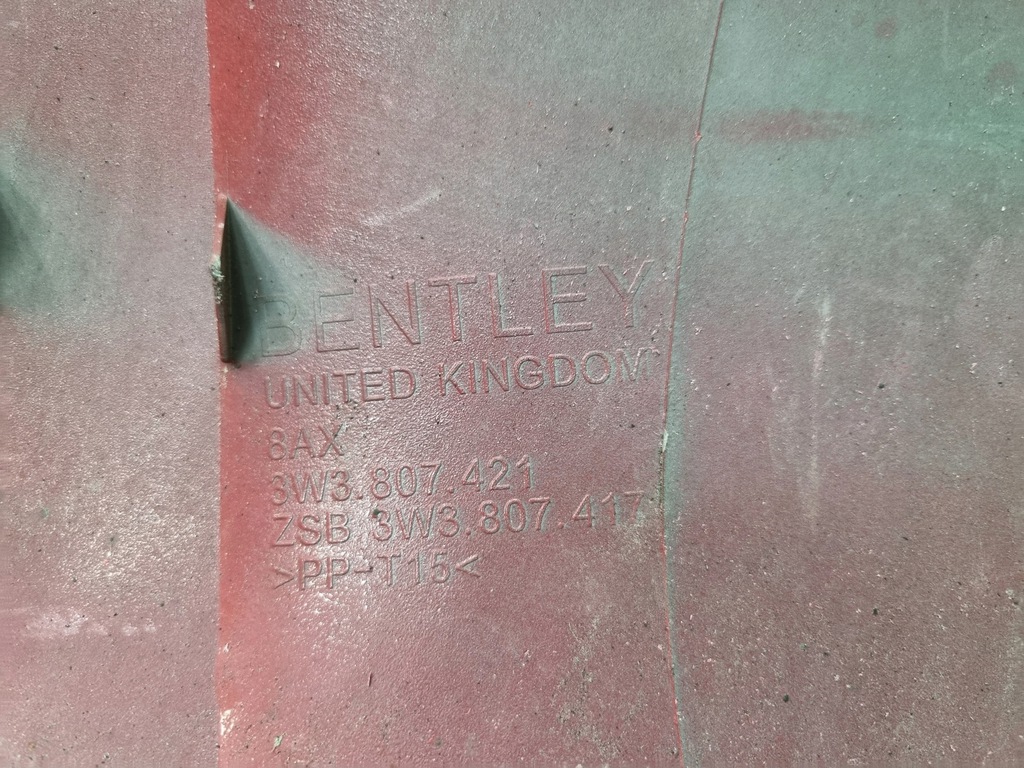 BENTLEY
UNITED KINGDOM
8AX
3W3.807.421
ZSB 3W3.807.417
>PP-T15<